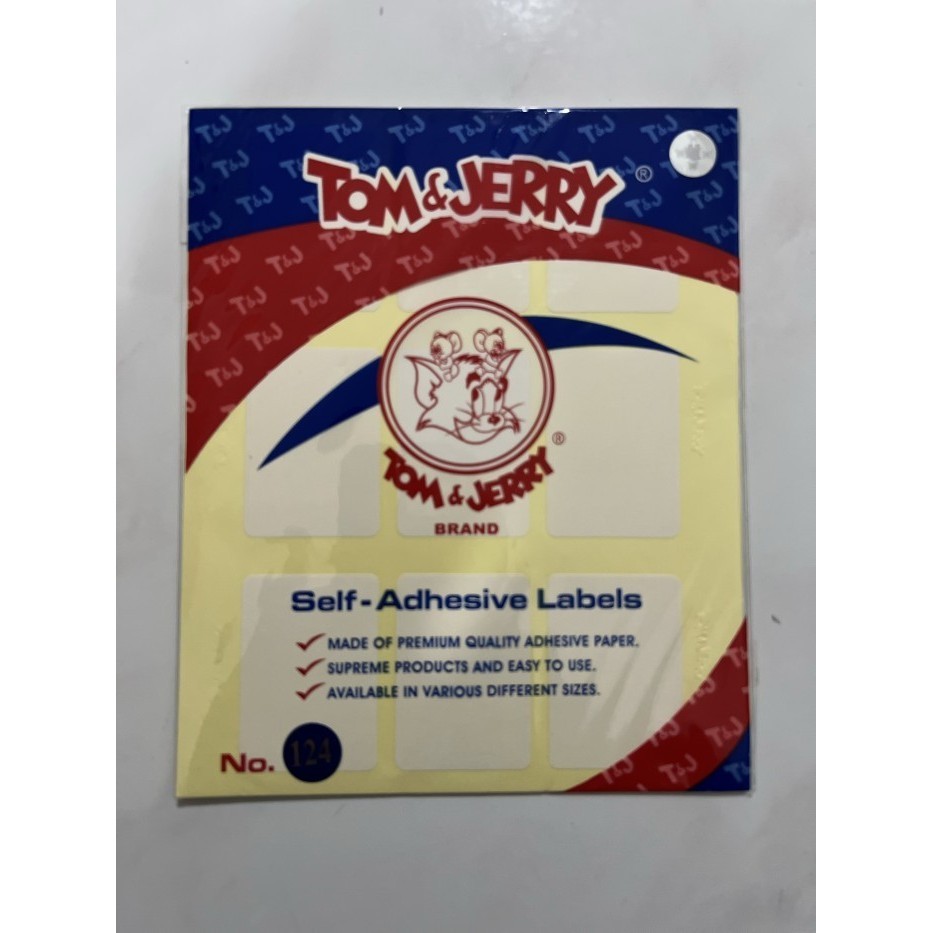 TOM & JERRY ®
TOM & JERRY ®
BRAND
Self-Adhesive Labels
MADE OF PREMIUM QUALITY ADHESIVE PAPER.
SUPREME PRODUCTS AND EASY TO USE.
AVAILABLE IN VARIOUS DIFFERENT SIZES.
No. 124